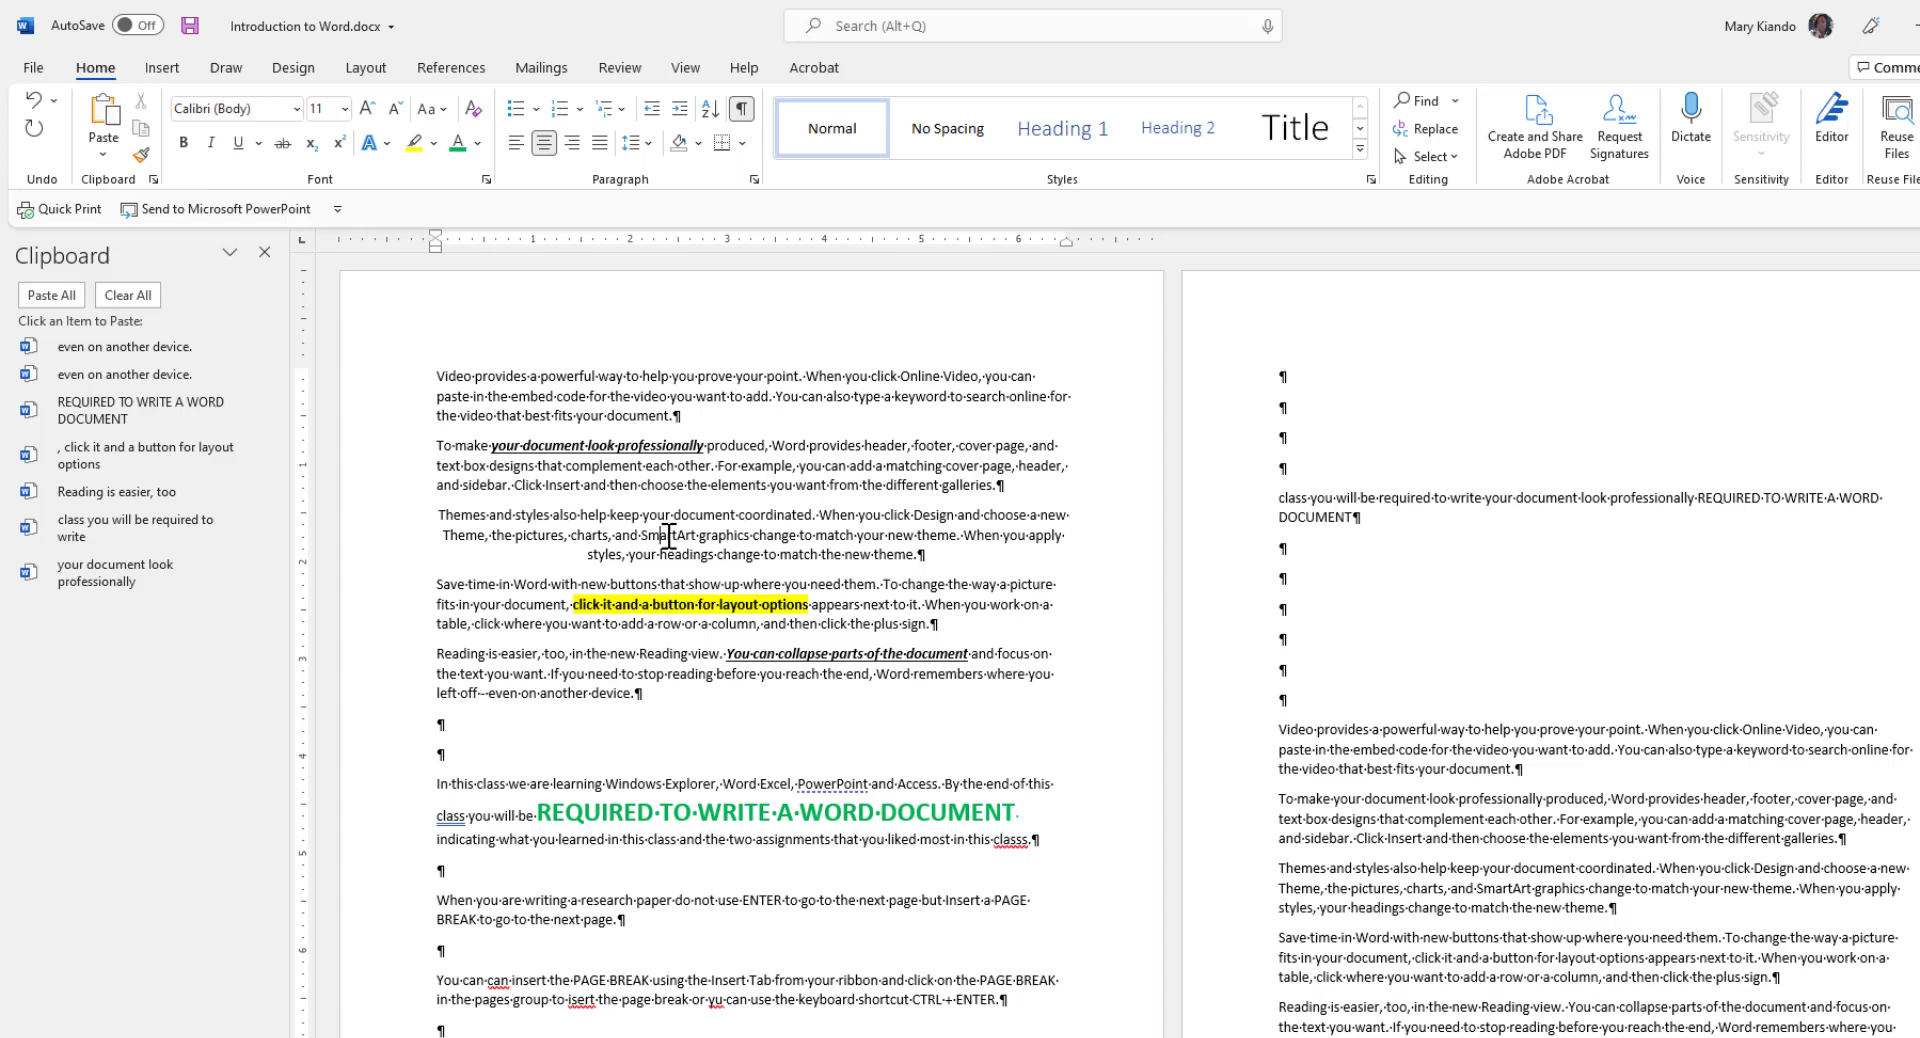 AutoSave Off Introduction to Word.docx Search (Alt+Q) Mary Kiando
File Home Insert Draw Design Layout References Mailings Review View Help Acrobat Comme
Paste
Calibri (Body) 11 Aa
Normal No Spacing Heading 1 Heading 2 Title
Find
Replace
Select
Create and Share
Adobe PDF
Request
Signatures
Dictate
Sensitivity
Editor
Reuse
Files
Undo Clipboard Font Paragraph Styles Editing Adobe Acrobat Voice Sensitivity Editor Reuse File
Quick Print Send to Microsoft PowerPoint
Clipboard
Paste All Clear All
Click an Item to Paste:
even on another device.
even on another device.
REQUIRED TO WRITE A WORD
DOCUMENT
, click it and a button for layout
options
Reading is easier, too
class you will be required to
write
your document look
professionally
1 2 3 4 5 6
1
2
3
4
5
6
Video·provides·a·powerful·way·to·help·you·prove·your·point.·When·you·click·Online·Video,·you·can·
paste·in·the·embed·code·for·the·video·you·want·to·add.·You·can·also·type·a·keyword·to·search·online·for·
the·video·that·best·fits·your·document.¶
To·make·your·document·look·professionally·produced,·Word·provides·header,·footer,·cover·page,·and·
text·box·designs·that·complement·each·other.·For·example,·you·can·add·a·matching·cover·page,·header,·
and·sidebar.·Click·Insert·and·then·choose·the·elements·you·want·from·the·different·galleries.¶
Themes·and·styles·also·help·keep·your·document·coordinated.·When·you·click·Design·and·choose·a·new·
Theme,·the·pictures,·charts,·and·SmartArt·graphics·change·to·match·your·new·theme.·When·you·apply·
styles,·your·headings·change·to·match·the·new·theme.¶
Save·time·in·Word·with·new·buttons·that·show·up·where·you·need·them.·To·change·the·way·a·picture·
fits·in·your·document,·click·it·and·a·button·for·layout·options·appears·next·to·it.·When·you·work·on·a·
table,·click·where·you·want·to·add·a·row·or·a·column,·and·then·click·the·plus·sign.¶
Reading·is·easier,·too,·in·the·new·Reading·view.·You·can·collapse·parts·of·the·document·and·focus·on·
the·text·you·want.·If·you·need·to·stop·reading·before·you·reach·the·end,·Word·remembers·where·you·
left·off·-·even·on·another·device.¶
¶
¶
In·this·class·we·are·learning·Windows·Explorer,·Word·Excel,·PowerPoint·and·Access.·By·the·end·of·this·
class·you·will·be·REQUIRED·TO·WRITE·A·WORD·DOCUMENT·
indicating·what·you·learned·in·this·class·and·the·two·assignments·that·you·liked·most·in·this·classs.¶
¶
When·you·are·writing·a·research·paper·do·not·use·ENTER·to·go·to·the·next·page·but·Insert·a·PAGE·
BREAK·to·go·to·the·next·page.¶
¶
You·can·can·insert·the·PAGE·BREAK·using·the·Insert·Tab·from·your·ribbon·and·click·on·the·PAGE·BREAK·
in·the·pages·group·to·isert·the·page·break·or·yu·can·use·the·keyboard·shortcut·CTRL·+·ENTER.¶
¶
¶
¶
¶
¶
class·you·will·be·required·to·write·your·document·look·professionally·REQUIRED·TO·WRITE·A·WORD·
DOCUMENT¶
¶
¶
¶
¶
¶
¶
Video·provides·a·powerful·way·to·help·you·prove·your·point.·When·you·click·Online·Video,·you·can·
paste·in·the·embed·code·for·the·video·you·want·to·add.·You·can·also·type·a·keyword·to·search·online·for·
the·video·that·best·fits·your·document.¶
To·make·your·document·look·professionally·produced,·Word·provides·header,·footer,·cover·page,·and·
text·box·designs·that·complement·each·other.·For·example,·you·can·add·a·matching·cover·page,·header,·
and·sidebar.·Click·Insert·and·then·choose·the·elements·you·want·from·the·different·galleries.¶
Themes·and·styles·also·help·keep·your·document·coordinated.·When·you·click·Design·and·choose·a·new·
Theme,·the·pictures,·charts,·and·SmartArt·graphics·change·to·match·your·new·theme.·When·you·apply·
styles,·your·headings·change·to·match·the·new·theme.¶
Save·time·in·Word·with·new·buttons·that·show·up·where·you·need·them.·To·change·the·way·a·picture·
fits·in·your·document,·click·it·and·a·button·for·layout·options·appears·next·to·it.·When·you·work·on·a·
table,·click·where·you·want·to·add·a·row·or·a·column,·and·then·click·the·plus·sign.¶
Reading·is·easier,·too,·in·the·new·Reading·view.·You·can·collapse·parts·of·the·document·and·focus·on·
the·text·you·want.·If·you·need·to·stop·reading·before·you·reach·the·end,·Word·remembers·where·you·